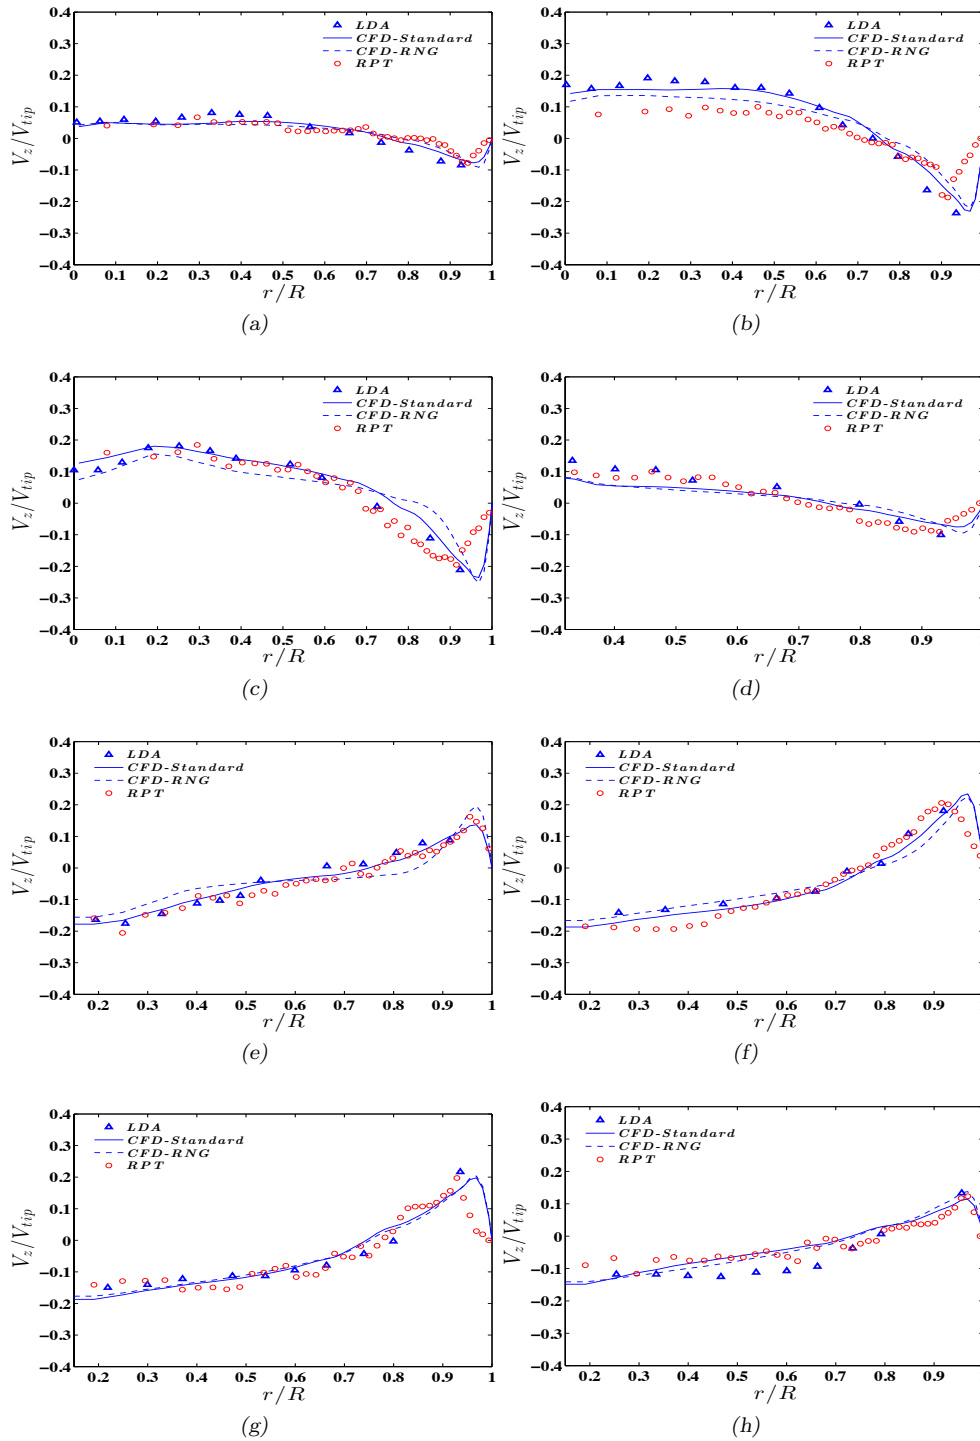 0.4
0.3
0.2
0.1
0
−0.1
−0.2
−0.3
−0.4
0 0.1 0.2 0.3 0.4 0.5 0.6 0.7 0.8 0.9 1
V_z/V_tip
r/R
LDA
CFD-Standard
CFD-RNG
RPT
(a)
0.4
0.3
0.2
0.1
0
−0.1
−0.2
−0.3
−0.4
0 0.1 0.2 0.3 0.4 0.5 0.6 0.7 0.8 0.9
V_z/V_tip
r/R
LDA
CFD-Standard
CFD-RNG
RPT
(b)
0.4
0.3
0.2
0.1
0
−0.1
−0.2
−0.3
−0.4
0 0.1 0.2 0.3 0.4 0.5 0.6 0.7 0.8 0.9 1
V_z/V_tip
r/R
LDA
CFD-Standard
CFD-RNG
RPT
(c)
0.4
0.3
0.2
0.1
0
−0.1
−0.2
−0.3
−0.4
0.4 0.5 0.6 0.7 0.8 0.9
V_z/V_tip
r/R
LDA
CFD-Standard
CFD-RNG
RPT
(d)
0.4
0.3
0.2
0.1
0
−0.1
−0.2
−0.3
−0.4
0.2 0.3 0.4 0.5 0.6 0.7 0.8 0.9 1
V_z/V_tip
r/R
LDA
CFD-Standard
CFD-RNG
RPT
(e)
0.4
0.3
0.2
0.1
0
−0.1
−0.2
−0.3
−0.4
0.2 0.3 0.4 0.5 0.6 0.7 0.8 0.9
V_z/V_tip
r/R
LDA
CFD-Standard
CFD-RNG
RPT
(f)
0.4
0.3
0.2
0.1
0
−0.1
−0.2
−0.3
−0.4
0.2 0.3 0.4 0.5 0.6 0.7 0.8 0.9 1
V_z/V_tip
r/R
LDA
CFD-Standard
CFD-RNG
RPT
(g)
0.4
0.3
0.2
0.1
0
−0.1
−0.2
−0.3
−0.4
0.2 0.3 0.4 0.5 0.6 0.7 0.8 0.9
V_z/V_tip
r/R
LDA
CFD-Standard
CFD-RNG
RPT
(h)